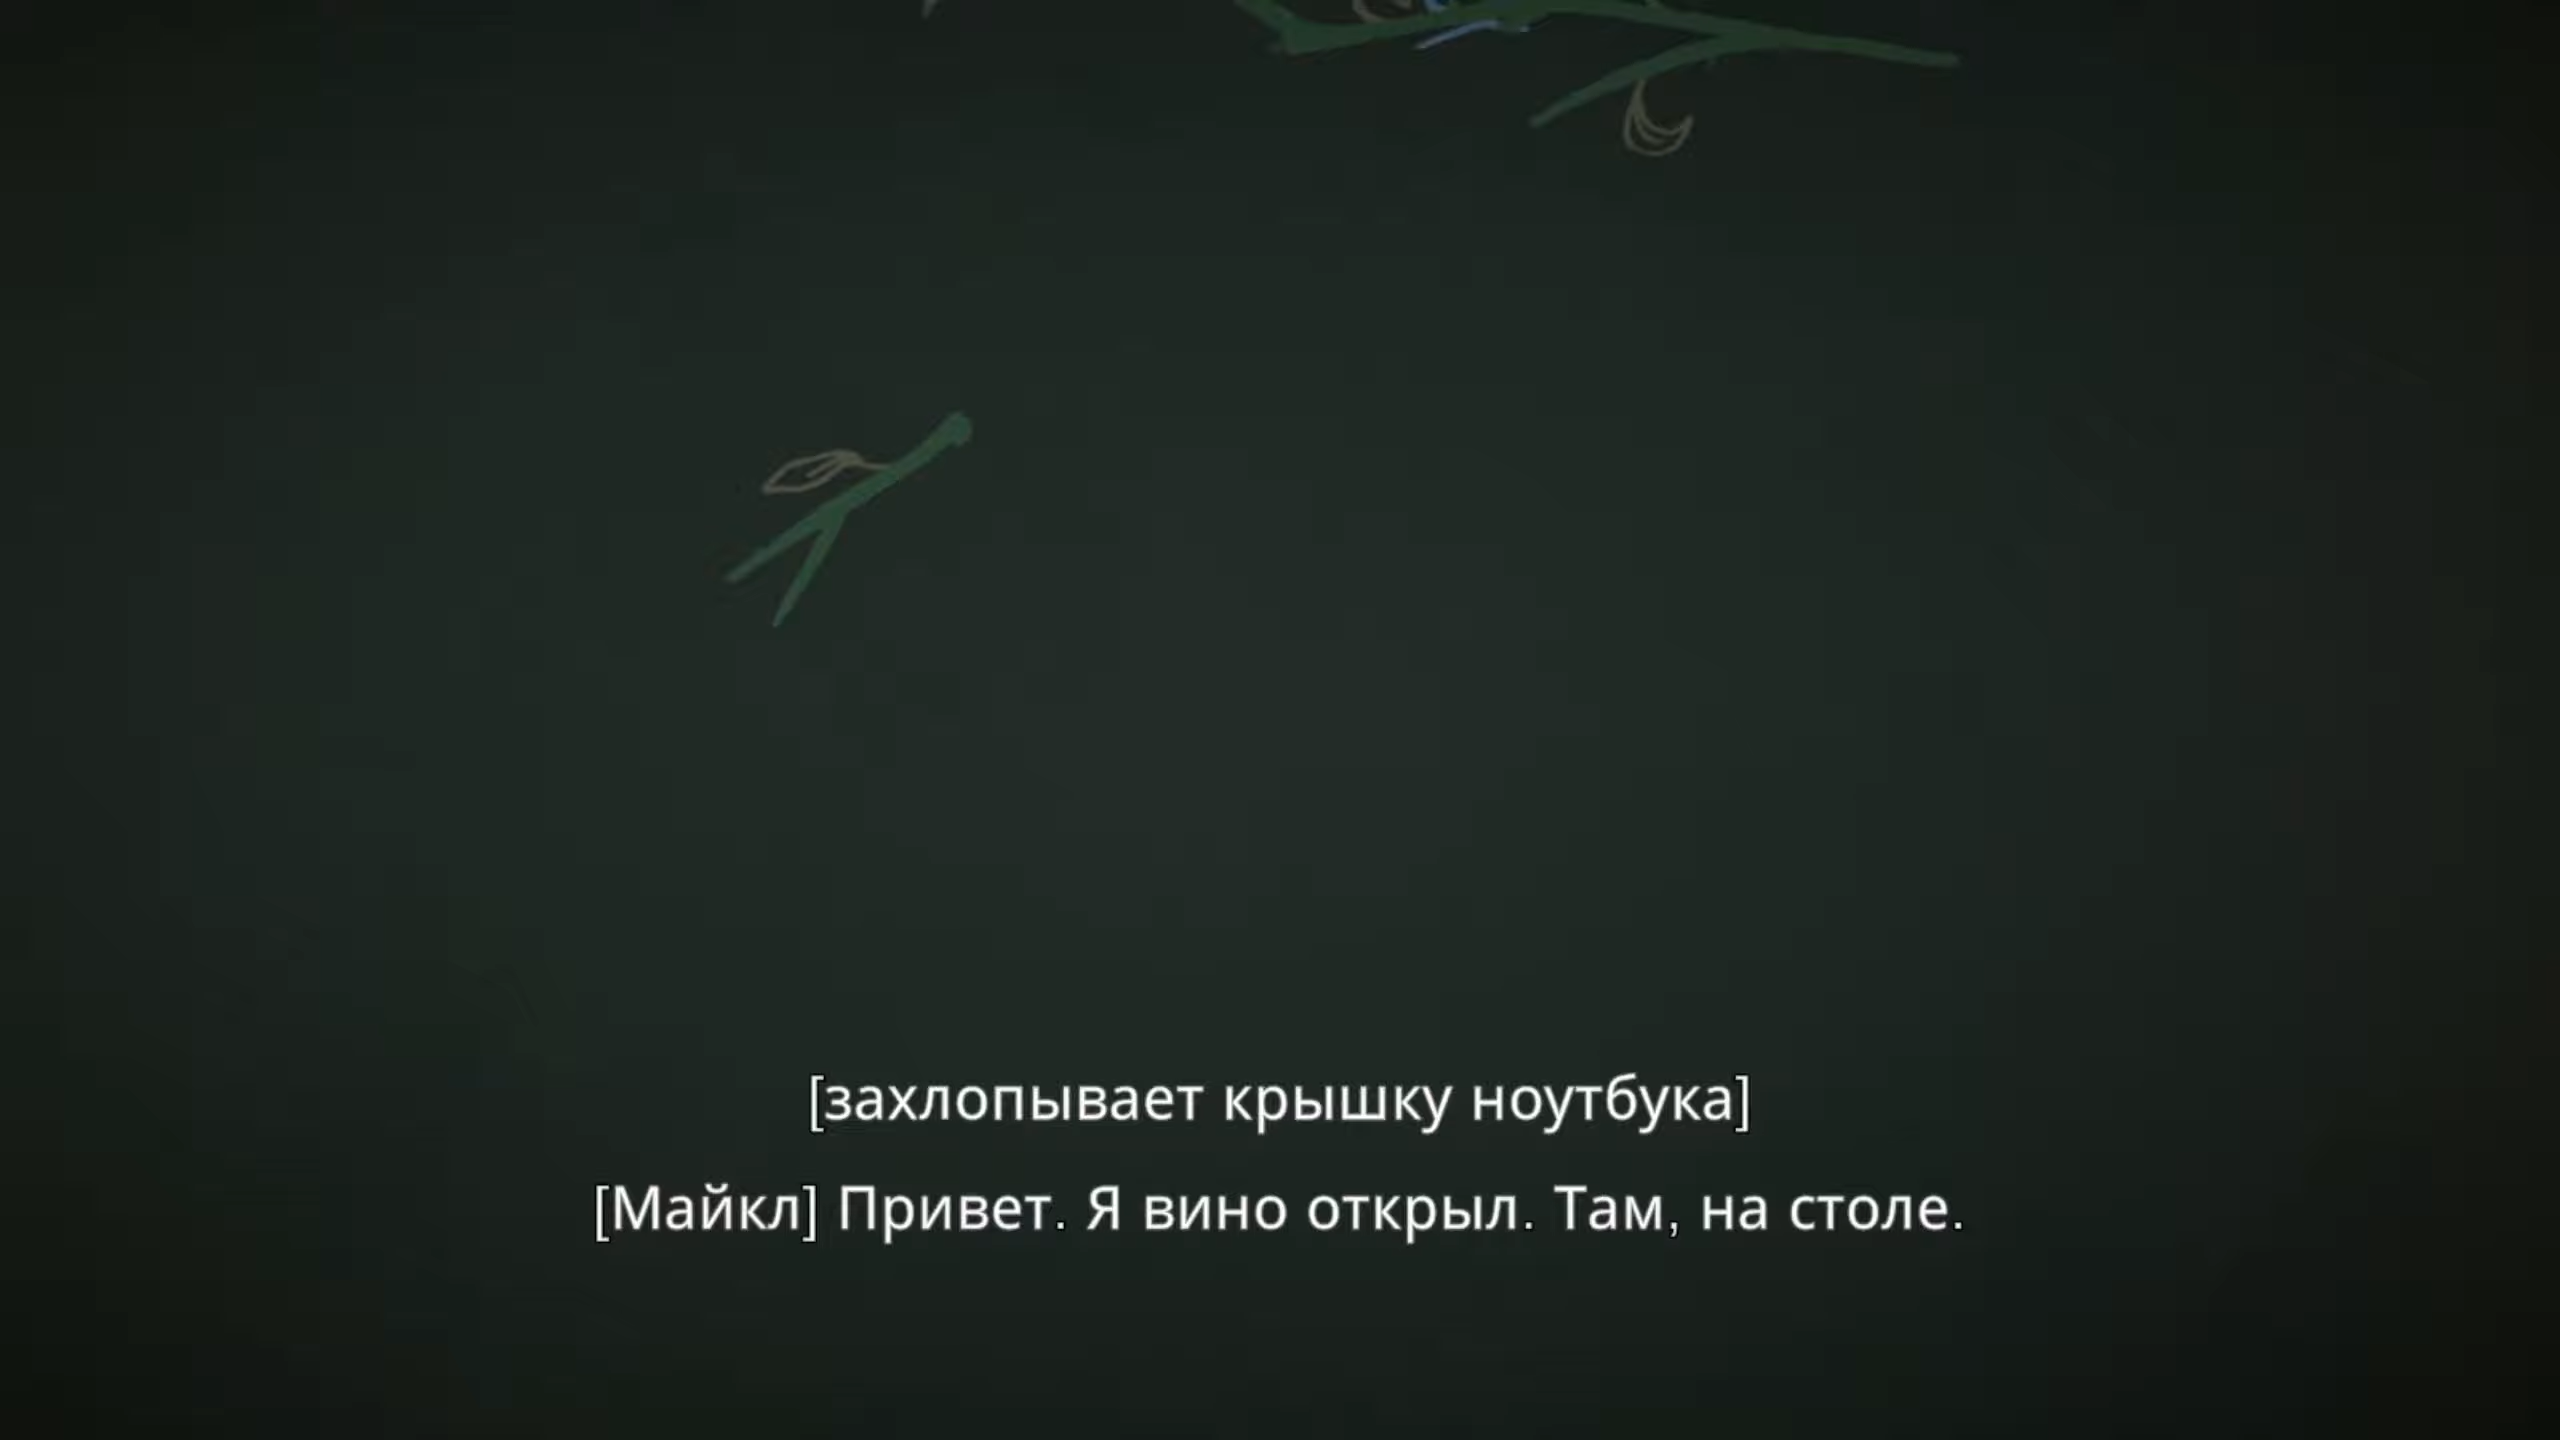 [захлопывает крышку ноутбука]
[Майкл] Привет. Я вино открыл. Там, на столе.